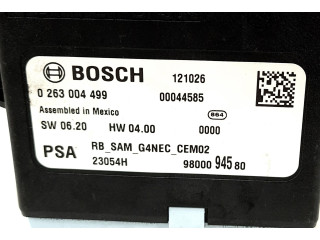 BOSCH 121026
0 263 004 499 00044585
Assembled in Mexico 864
SW 06.20 HW 04.00 0000
PSA RB_SAM_G4NEC_CEM02
23054H 98000 945 80